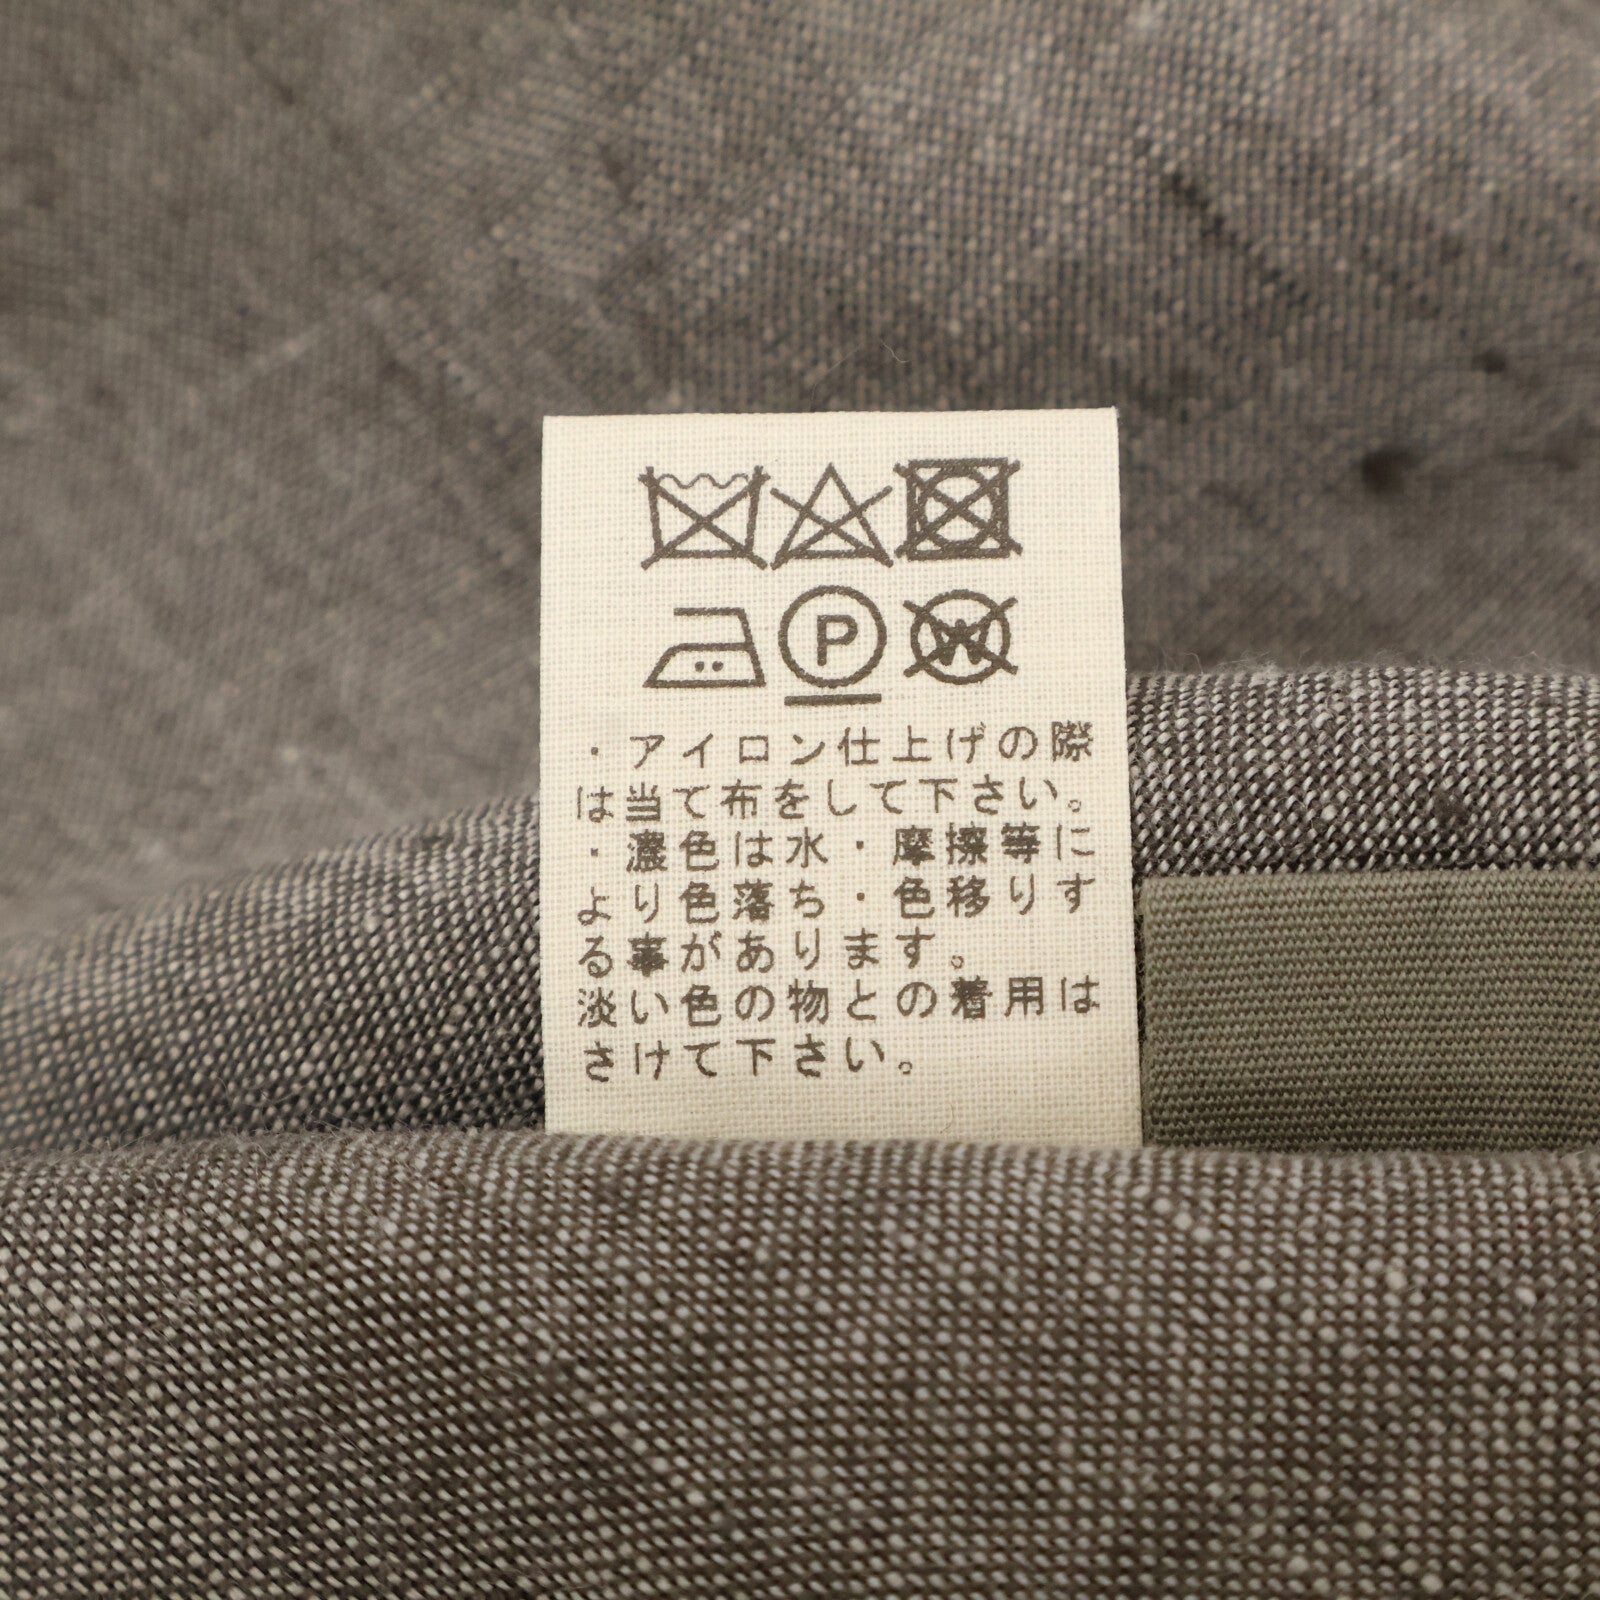 P
W
・アイロン仕上げの際
は当て布をして下さい。
・濃色は水・摩擦等に
より色落ち・色移りす
る事があります。
淡い色の物との着用は
さけて下さい。